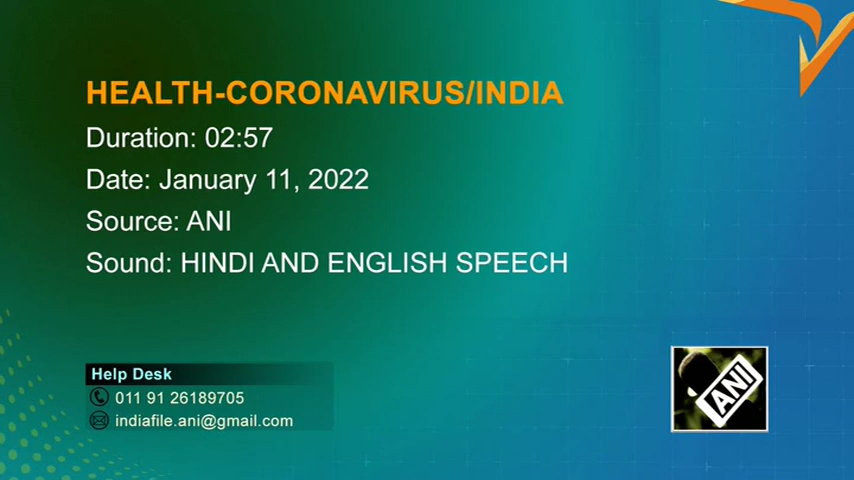 HEALTH-CORONAVIRUS/INDIA
Duration: 02:57
Date: January 11, 2022
Source: ANI
Sound: HINDI AND ENGLISH SPEECH
Help Desk
011 91 26189705
indiafile.ani@gmail.com
ANI